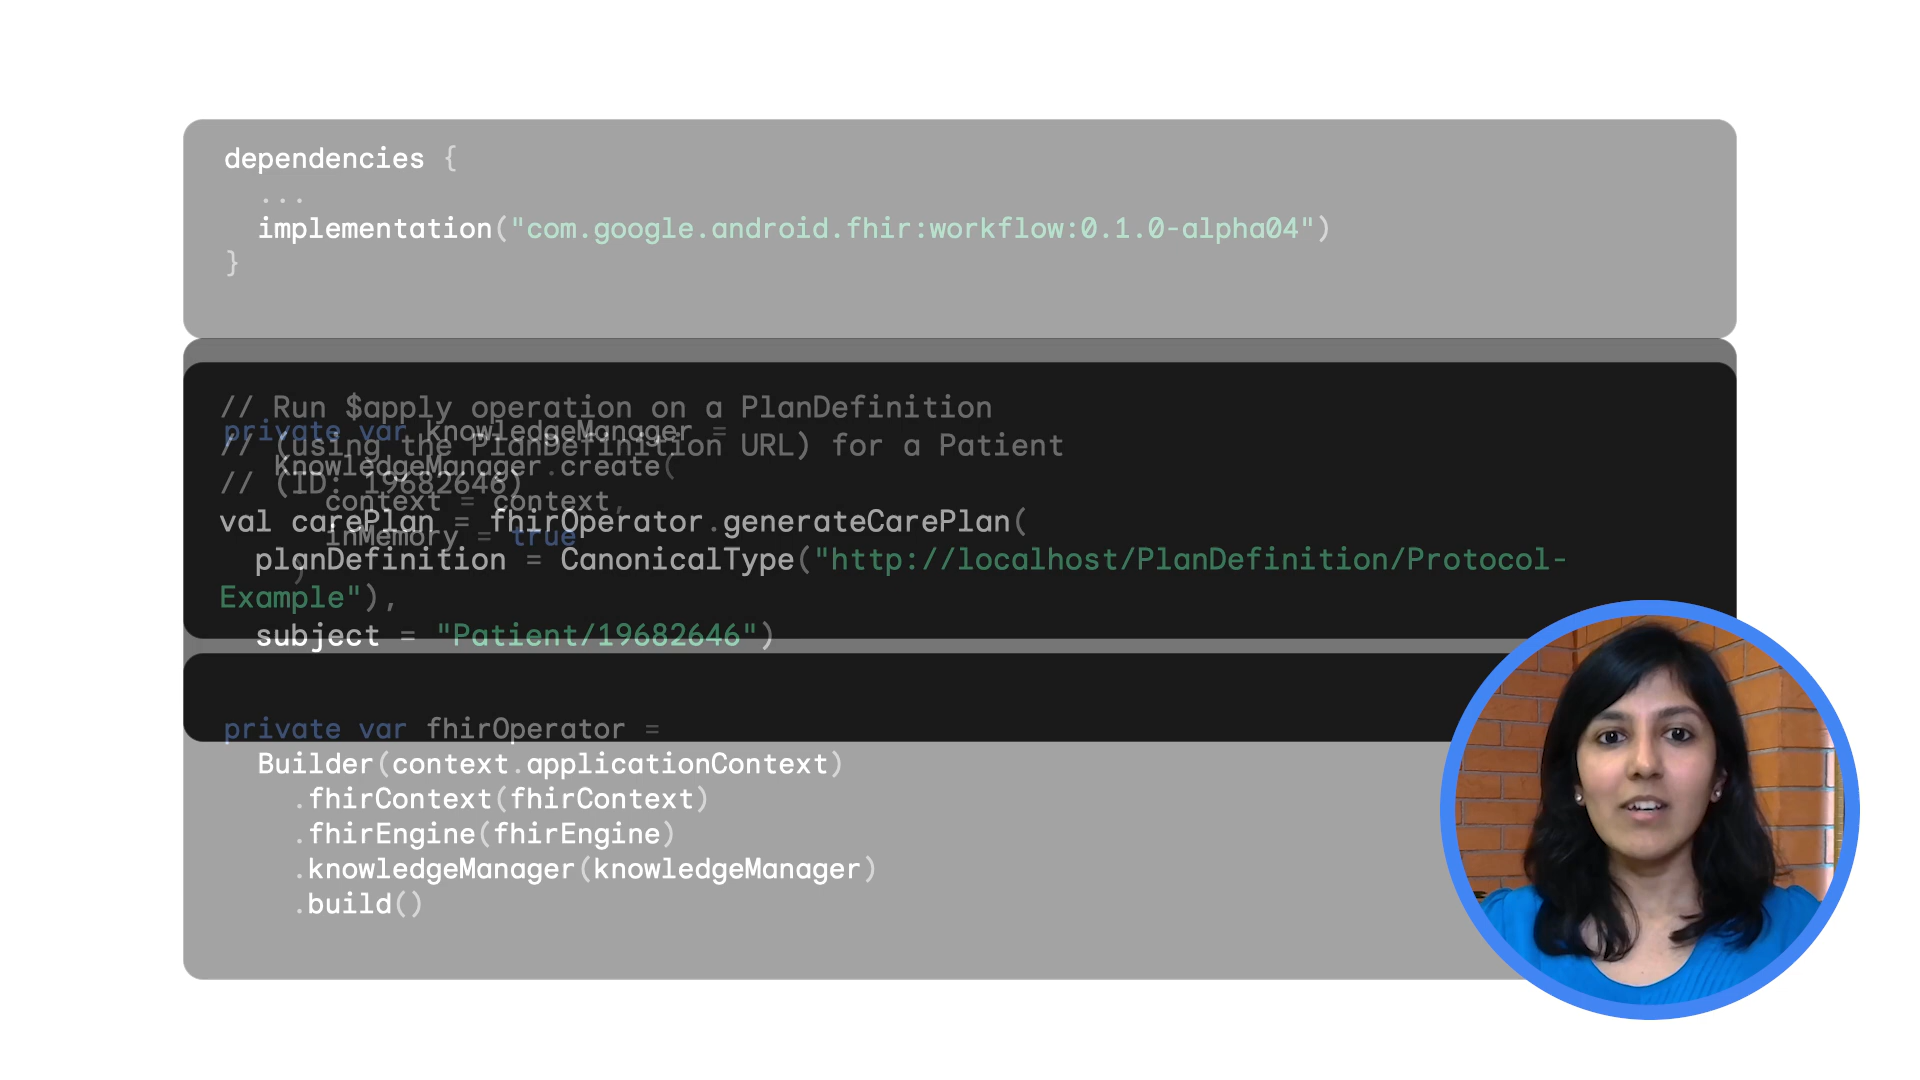 dependencies {
...
implementation("com.google.android.fhir:workflow:0.1.0-alpha04")
}
// Run $apply operation on a PlanDefinition
private var knowledgeManager =
// (using the PlanDefinition URL) for a Patient
KnowledgeManager.create(
// (ID: 19682646)
context = context,
val carePlan = fhirOperator.generateCarePlan(
inMemory = true
planDefinition = CanonicalType("http://localhost/PlanDefinition/Protocol-
)
Example"),
subject = "Patient/19682646")
private var fhirOperator =
Builder(context.applicationContext)
.fhirContext(fhirContext)
.fhirEngine(fhirEngine)
.knowledgeManager(knowledgeManager)
.build()